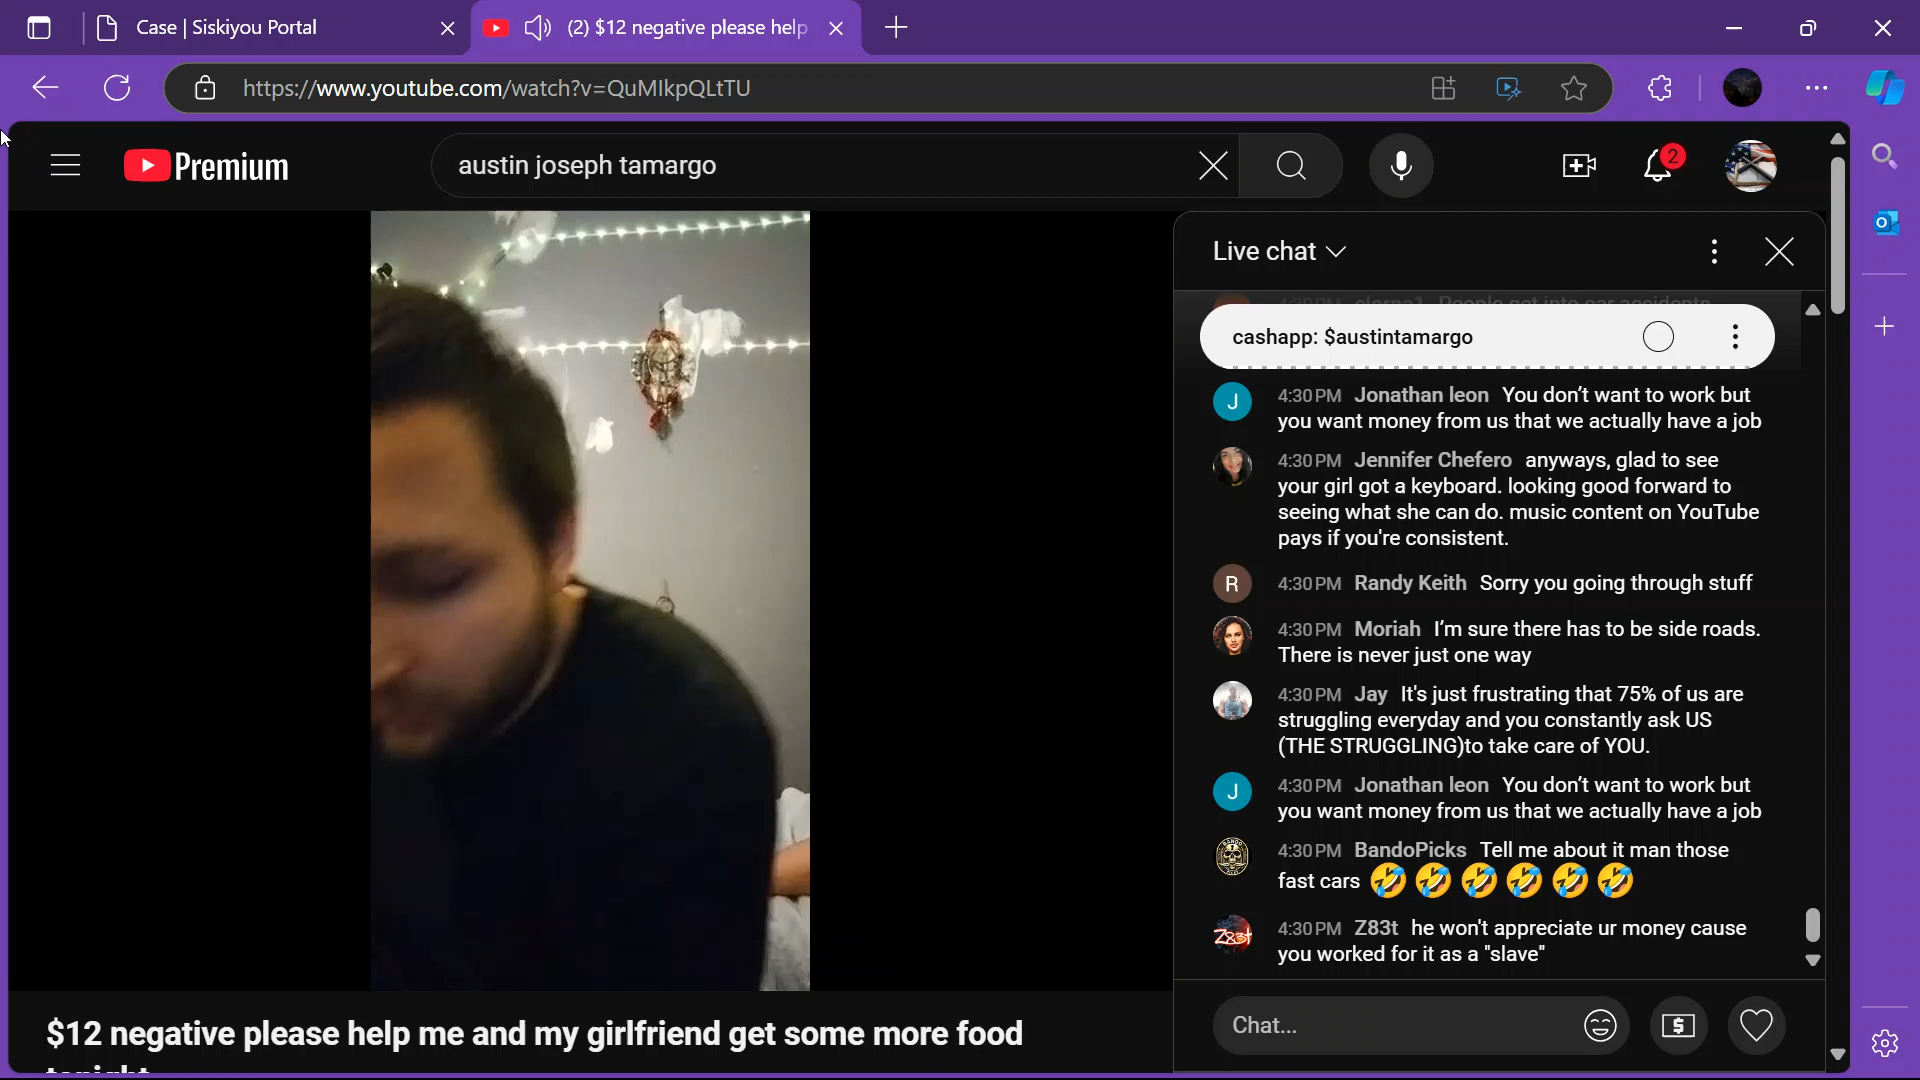 Case | Siskiyou Portal
(2) $12 negative please help
https://www.youtube.com/watch?v=QuMIkpQLtTU
Premium
austin joseph tamargo
2
Live chat
cashapp: $austintamargo
J
4:30 PM Jonathan leon You don’t want to work but
you want money from us that we actually have a job
4:30 PM Jennifer Chefero anyways, glad to see
your girl got a keyboard. looking good forward to
seeing what she can do. music content on YouTube
pays if you're consistent.
R
4:30 PM Randy Keith Sorry you going through stuff
4:30 PM Moriah I’m sure there has to be side roads.
There is never just one way
4:30 PM Jay It's just frustrating that 75% of us are
struggling everyday and you constantly ask US
(THE STRUGGLING)to take care of YOU.
J
4:30 PM Jonathan leon You don’t want to work but
you want money from us that we actually have a job
4:30 PM BandoPicks Tell me about it man those
fast cars 🤣 🤣 🤣 🤣 🤣 🤣
Z83t
4:30 PM Z83t he won't appreciate ur money cause
you worked for it as a "slave"
Chat...
$12 negative please help me and my girlfriend get some more food
tonight